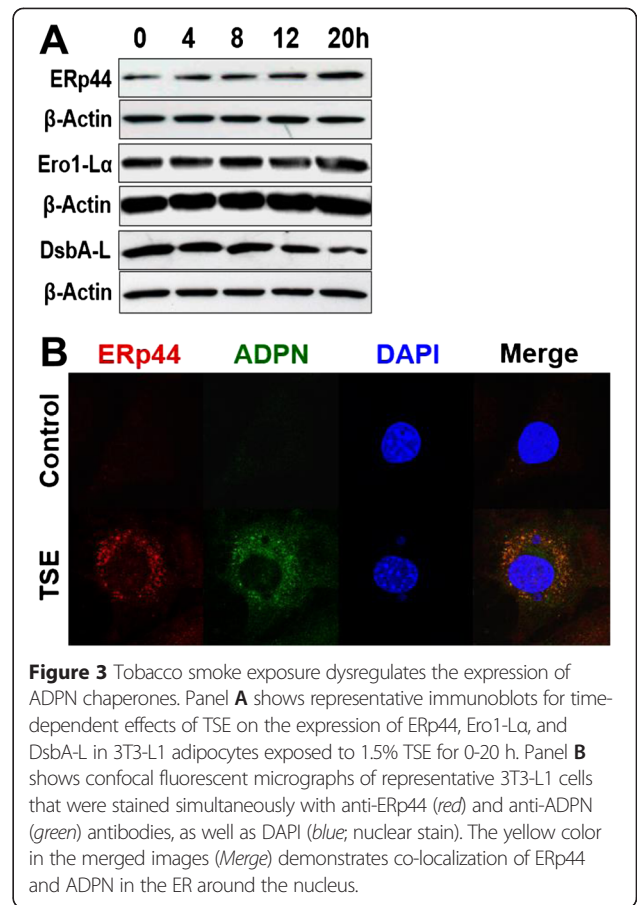 A 0 4 8 12 20h
ERp44
β-Actin
Ero1-Lα
β-Actin
DsbA-L
β-Actin
B ERp44 ADPN DAPI Merge
Control
TSE
Figure 3 Tobacco smoke exposure dysregulates the expression of
ADPN chaperones. Panel A shows representative immunoblots for time-
dependent effects of TSE on the expression of ERp44, Ero1-Lα, and
DsbA-L in 3T3-L1 adipocytes exposed to 1.5% TSE for 0-20 h. Panel B
shows confocal fluorescent micrographs of representative 3T3-L1 cells
that were stained simultaneously with anti-ERp44 (red) and anti-ADPN
(green) antibodies, as well as DAPI (blue; nuclear stain). The yellow color
in the merged images (Merge) demonstrates co-localization of ERp44
and ADPN in the ER around the nucleus.